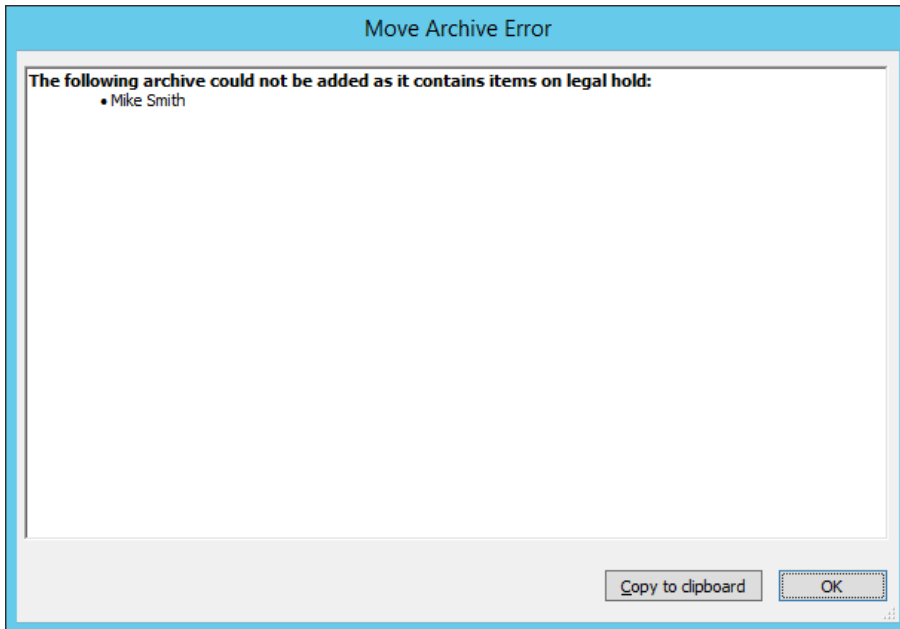 Move Archive Error
The following archive could not be added as it contains items on legal hold:
• Mike Smith
Copy to clipboard
OK